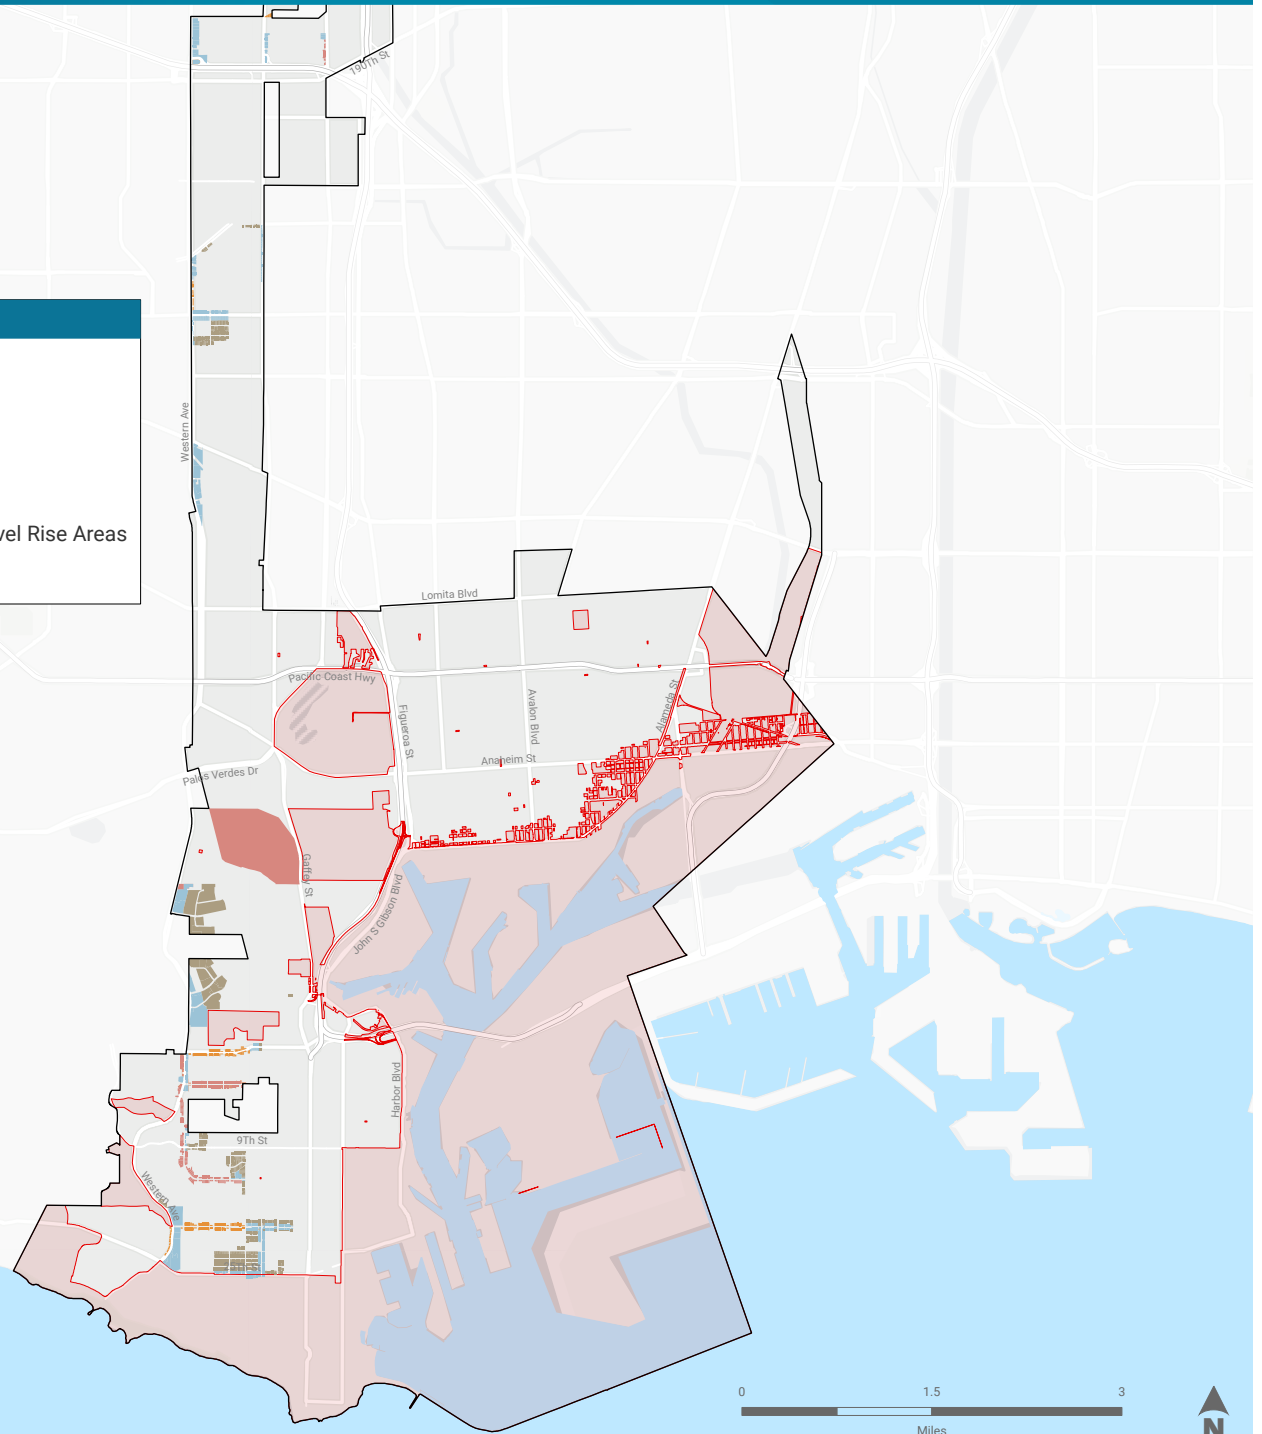 190Th St
Western Ave
vel Rise Areas
Lomita Blvd
Pacific Coast Hwy
Figueroa St
Avalon Blvd
Alameda St
Anaheim St
Palos Verdes Dr
Gaffey St
John S Gibson Blvd
Harbor Blvd
9Th St
Western Ave
0 1.5 3
Miles
N